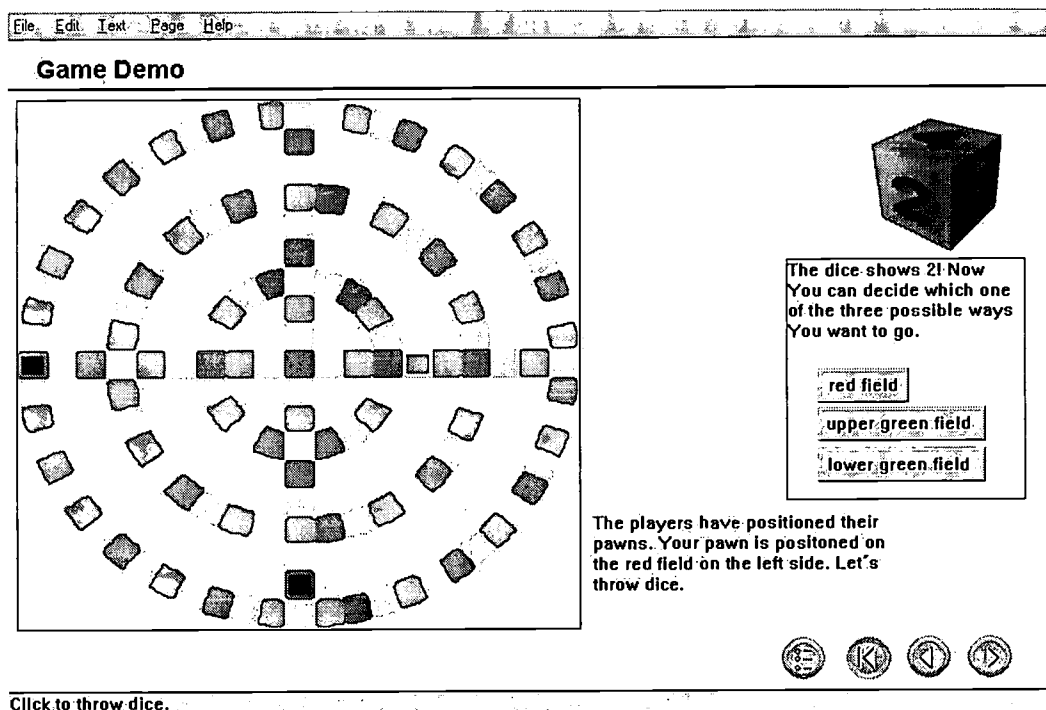 File Edit Text Page Help
Game Demo
2
The dice shows 2! Now
You can decide which one
of the three possible ways
You want to go.
red field
upper green field
lower green field
The players have positioned their
pawns. Your pawn is positoned on
the red field on the left side. Let´s
throw dice.
Click to throw dice.